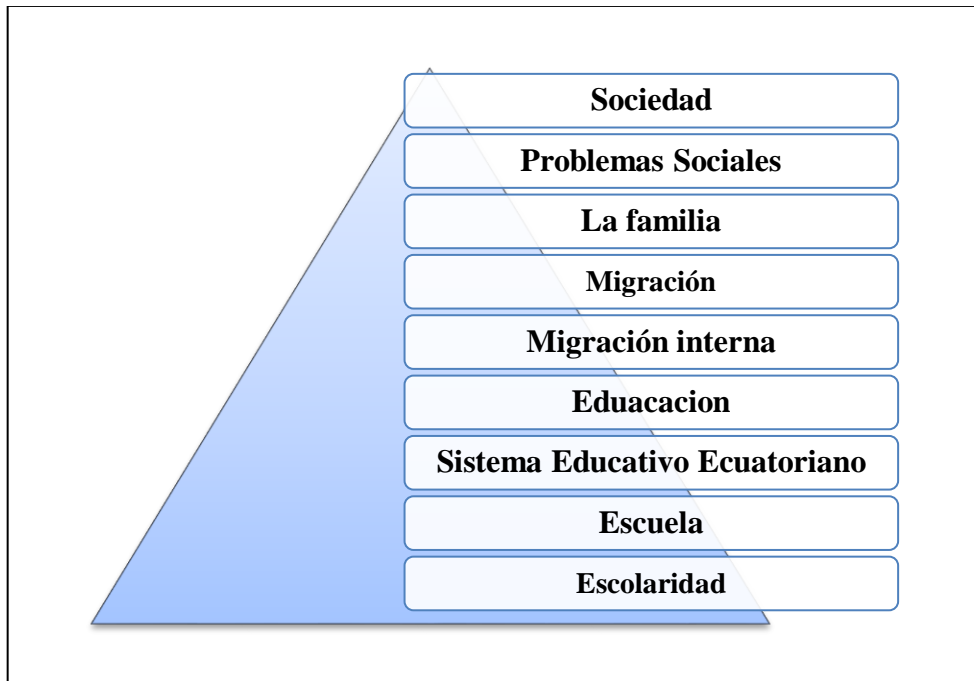 Sociedad
Problemas Sociales
La familia
Migración
Migración interna
Eduacacion
Sistema Educativo Ecuatoriano
Escuela
Escolaridad